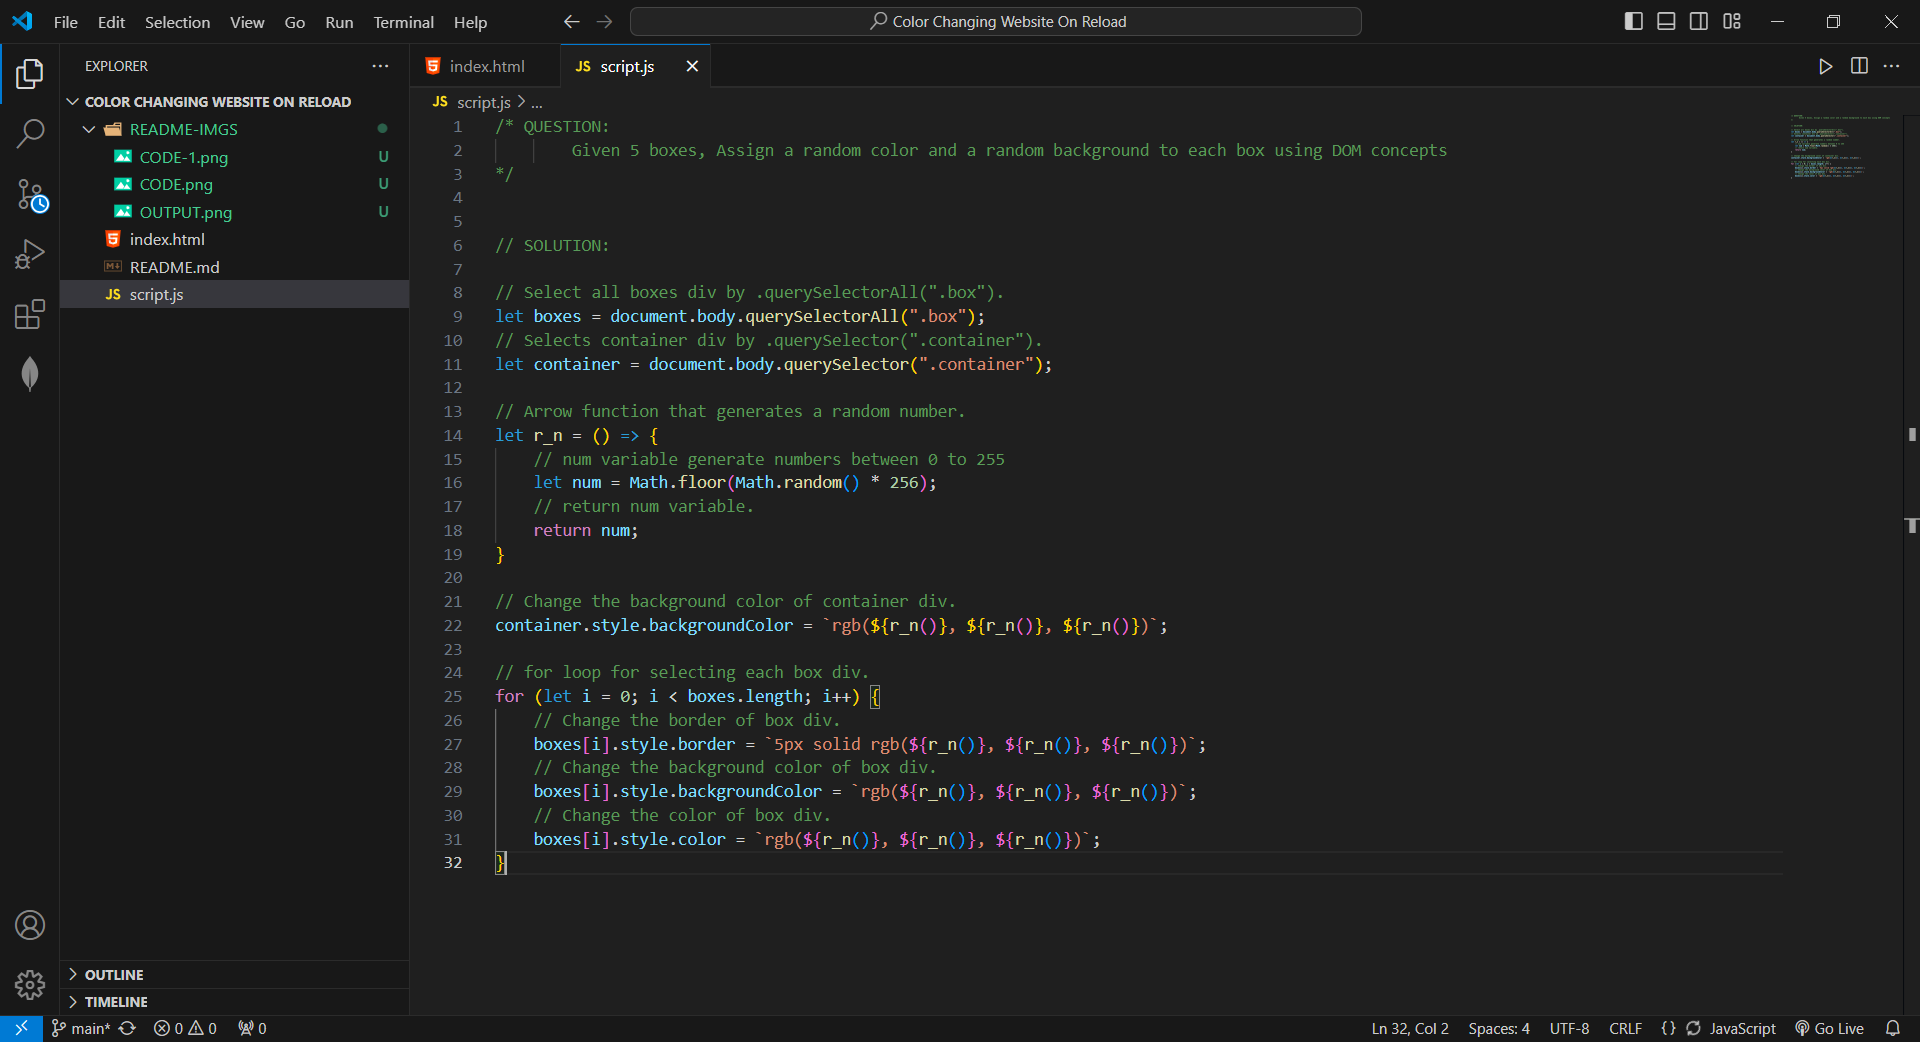 File Edit Selection View Go Run Terminal Help
Color Changing Website On Reload
EXPLORER
COLOR CHANGING WEBSITE ON RELOAD
README-IMGS
CODE-1.png U
CODE.png U
OUTPUT.png U
index.html
README.md
JS script.js
OUTLINE
TIMELINE
index.html JS script.js
JS script.js > ...
1 /* QUESTION:
2 Given 5 boxes, Assign a random color and a random background to each box using DOM concepts
3 */
4
5
6 // SOLUTION:
7
8 // Select all boxes div by .querySelectorAll(".box").
9 let boxes = document.body.querySelectorAll(".box");
10 // Selects container div by .querySelector(".container").
11 let container = document.body.querySelector(".container");
12
13 // Arrow function that generates a random number.
14 let r_n = () => {
15 // num variable generate numbers between 0 to 255
16 let num = Math.floor(Math.random() * 256);
17 // return num variable.
18 return num;
19 }
20
21 // Change the background color of container div.
22 container.style.backgroundColor = `rgb(${r_n()}, ${r_n()}, ${r_n()})`;
23
24 // for loop for selecting each box div.
25 for (let i = 0; i < boxes.length; i++) {
26 // Change the border of box div.
27 boxes[i].style.border = `5px solid rgb(${r_n()}, ${r_n()}, ${r_n()})`;
28 // Change the background color of box div.
29 boxes[i].style.backgroundColor = `rgb(${r_n()}, ${r_n()}, ${r_n()})`;
30 // Change the color of box div.
31 boxes[i].style.color = `rgb(${r_n()}, ${r_n()}, ${r_n()})`;
32 }
main* 0 0 0 Ln 32, Col 2 Spaces: 4 UTF-8 CRLF {} JavaScript Go Live